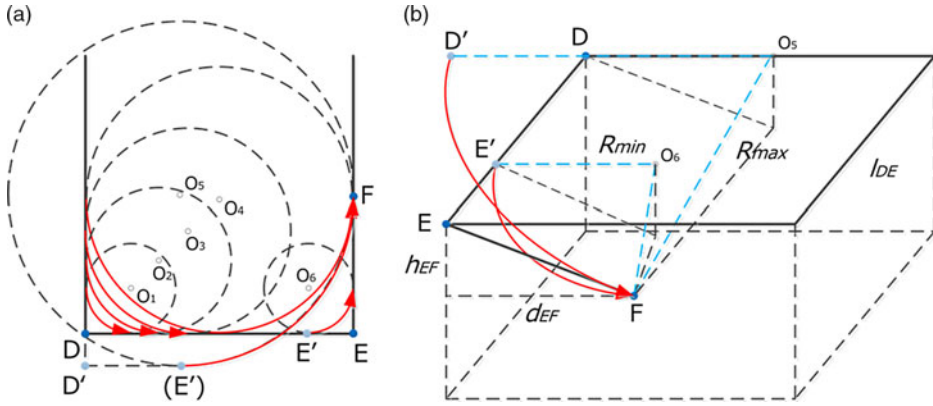 (a)
(b)
D'
D
O₅
E'
Rmin
O₆
Rmax
lDE
E
hEF
dEF
F
O₅
O₄
F
O₃
O₂
O₁
O₆
D
E'
E
D'
(E')